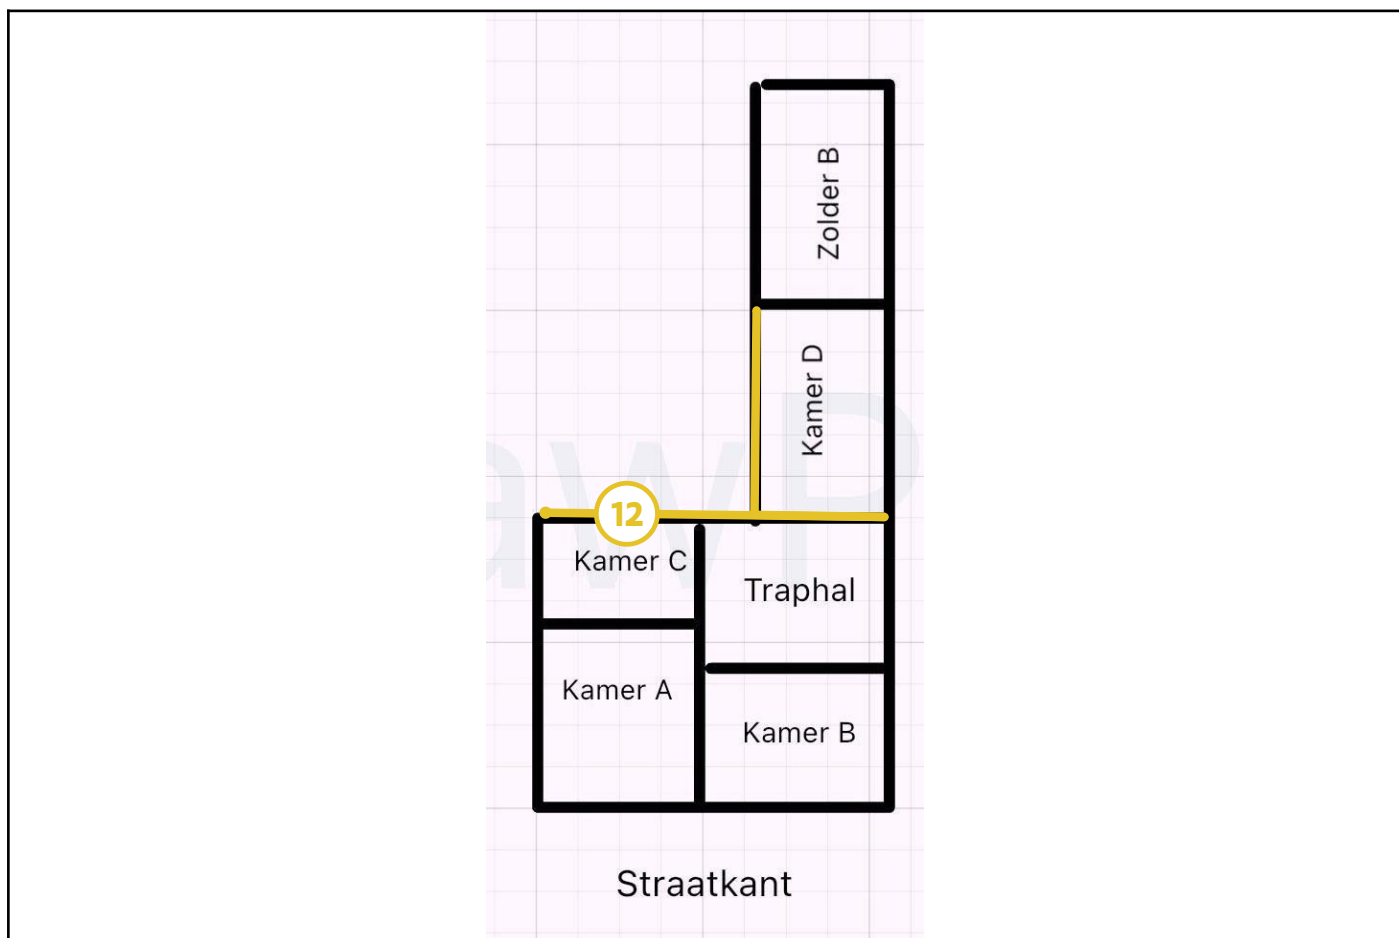 Zolder B
Kamer D
12
Kamer C
Traphal
Kamer A
Kamer B
Straatkant